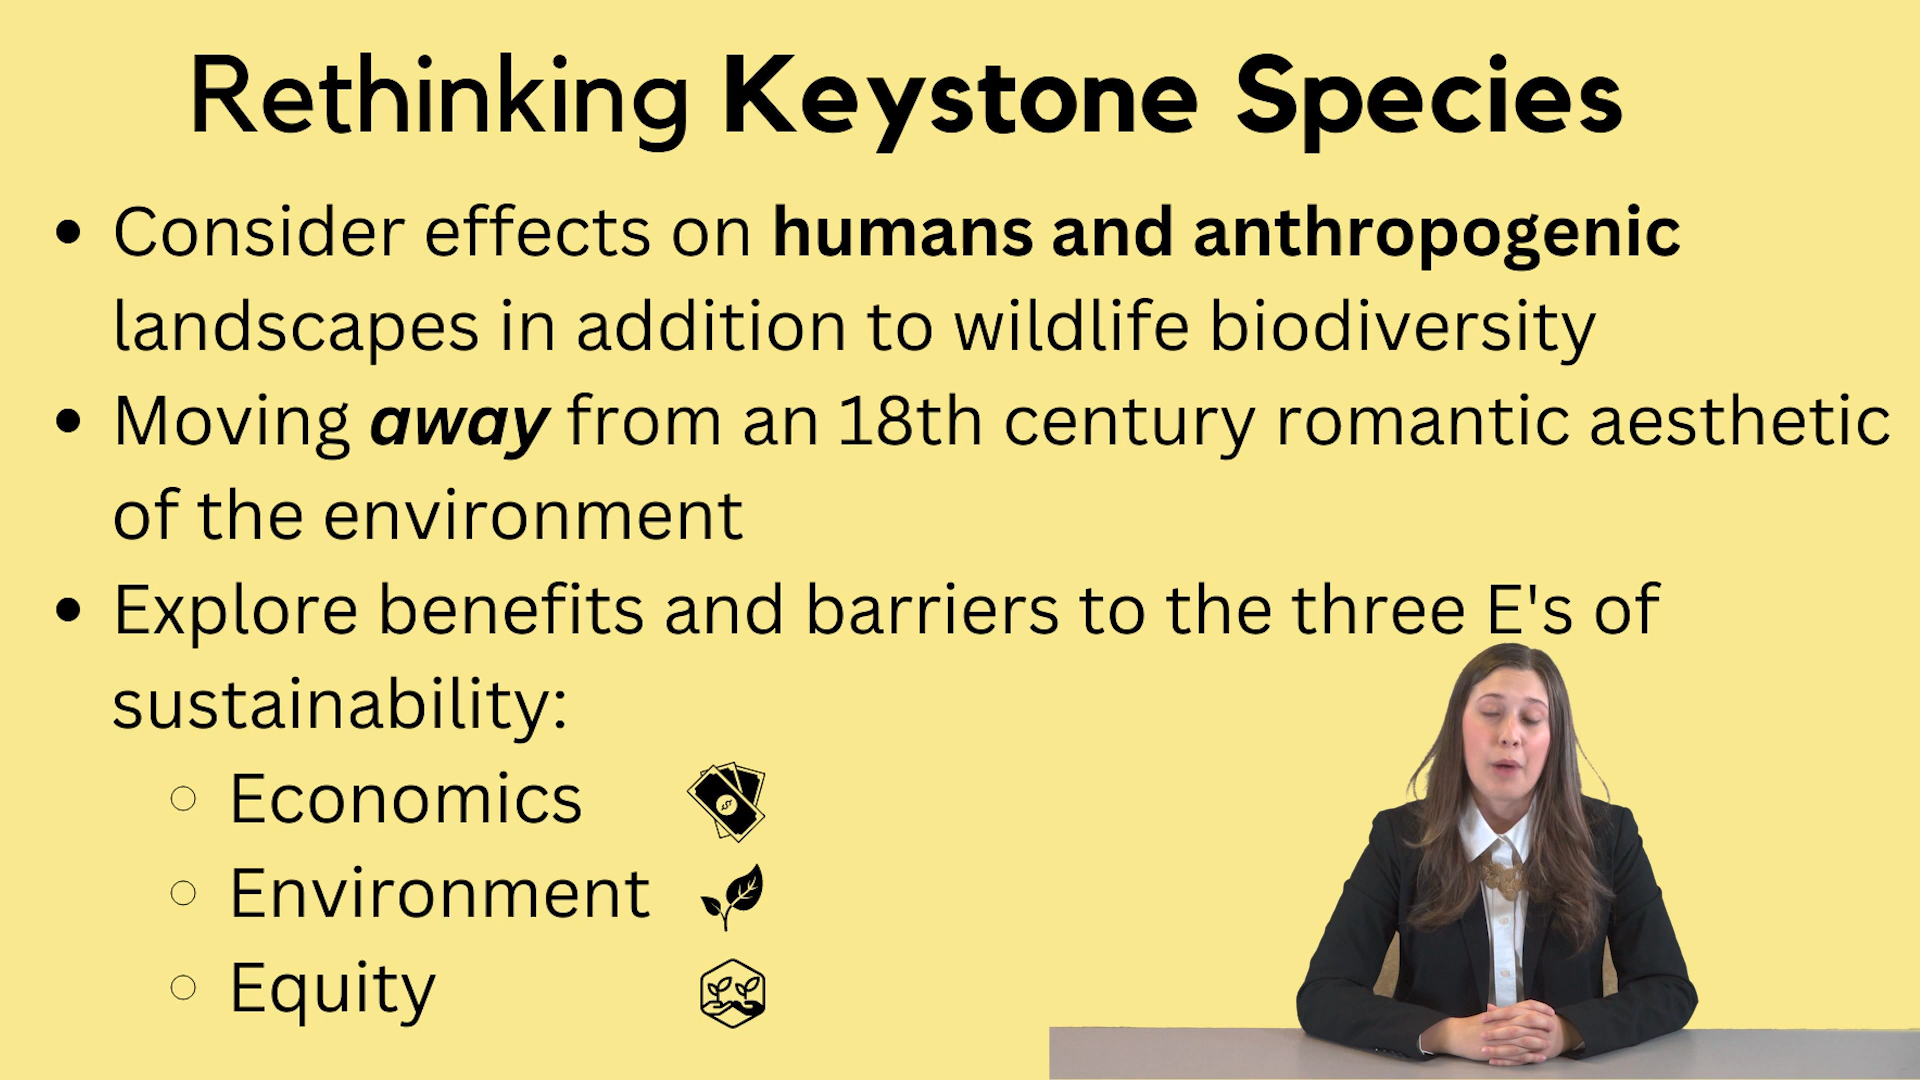 Rethinking Keystone Species
• Consider effects on humans and anthropogenic
landscapes in addition to wildlife biodiversity
• Moving away from an 18th century romantic aesthetic
of the environment
• Explore benefits and barriers to the three E's of
sustainability:
○ Economics
○ Environment
○ Equity